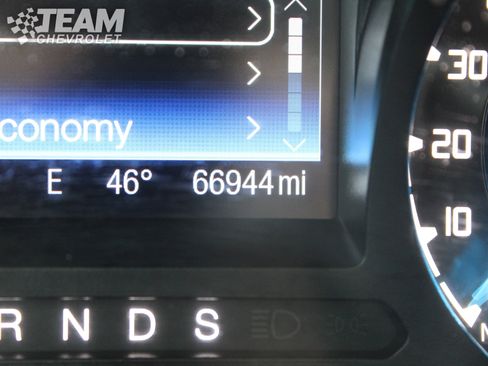 TEAM
CHEVROLET
conomy
E 46° 66944 mi
R N D S
30
20
10